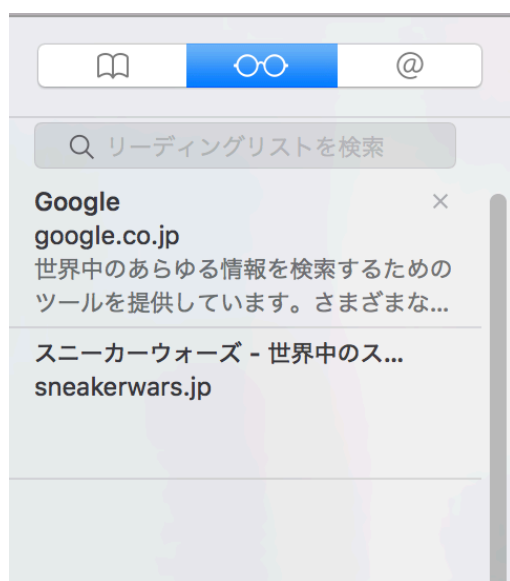 @
リーディングリストを検索
Google
google.co.jp
世界中のあらゆる情報を検索するための
ツールを提供しています。さまざまな...
スニーカーウォーズ - 世界中のス...
sneakerwars.jp